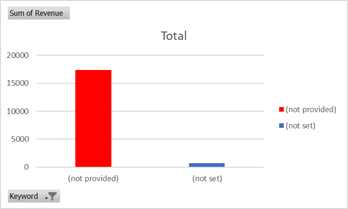 Sum of Revenue
Total
20000
15000
10000
5000
0
(not provided)
(not set)
(not provided)
(not set)
Keyword